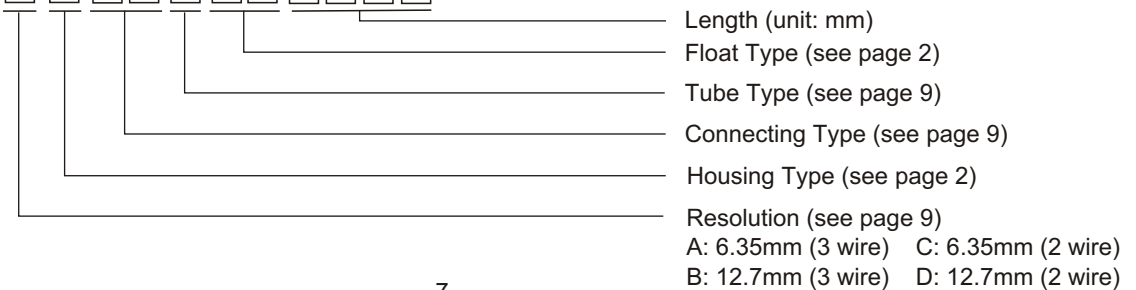 Length (unit: mm)
Float Type (see page 2)
Tube Type (see page 9)
Connecting Type (see page 9)
Housing Type (see page 2)
Resolution (see page 9)
A: 6.35mm (3 wire) C: 6.35mm (2 wire)
B: 12.7mm (3 wire) D: 12.7mm (2 wire)
7